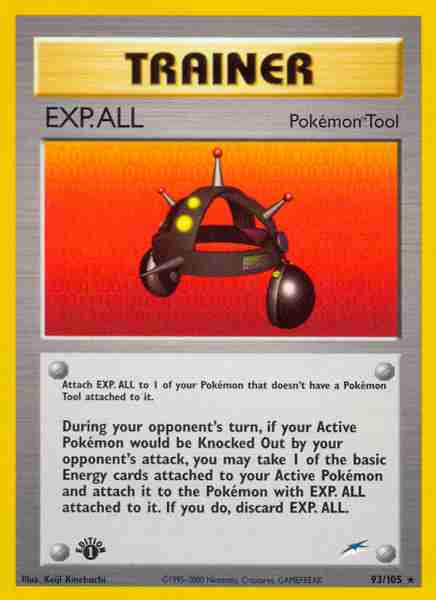 TRAINER
EXP.ALL
Pokémon Tool
Attach EXP. ALL to 1 of your Pokémon that doesn't have a Pokémon
Tool attached to it.
During your opponent's turn, if your Active
Pokémon would be Knocked Out by your
opponent's attack, you may take 1 of the basic
Energy cards attached to your Active Pokémon
and attach it to the Pokémon with EXP. ALL
attached to it. If you do, discard EXP. ALL.
EDITION
1
Illus. Keiji Kinebuchi
©1995-2000 Nintendo, Creatures, GAMEFREAK
93/105 ★